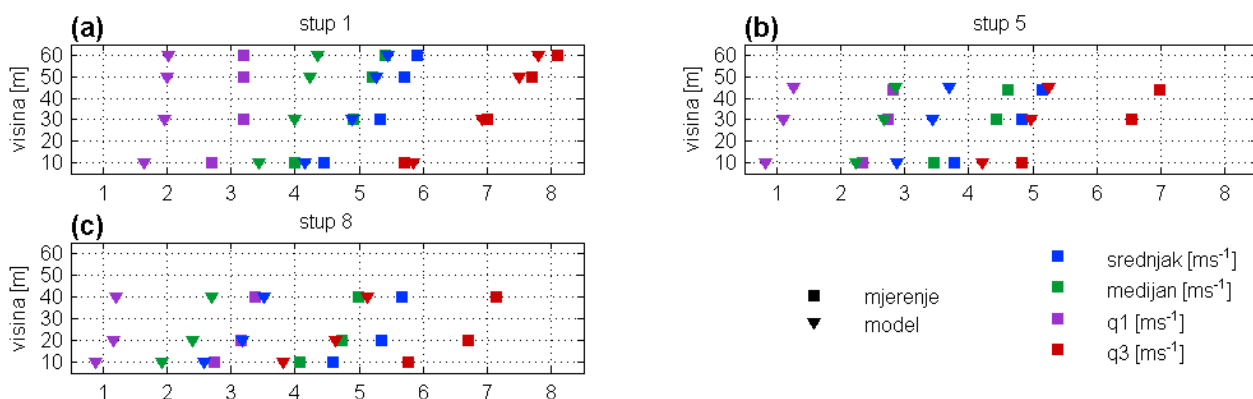 (a) stup 1
visina [m]
60
50
40
30
20
10
1 2 3 4 5 6 7 8
(b) stup 5
visina [m]
60
50
40
30
20
10
1 2 3 4 5 6 7 8
(c) stup 8
visina [m]
60
50
40
30
20
10
1 2 3 4 5 6 7 8
mjerenje
model
srednjak [ms⁻¹]
medijan [ms⁻¹]
q1 [ms⁻¹]
q3 [ms⁻¹]